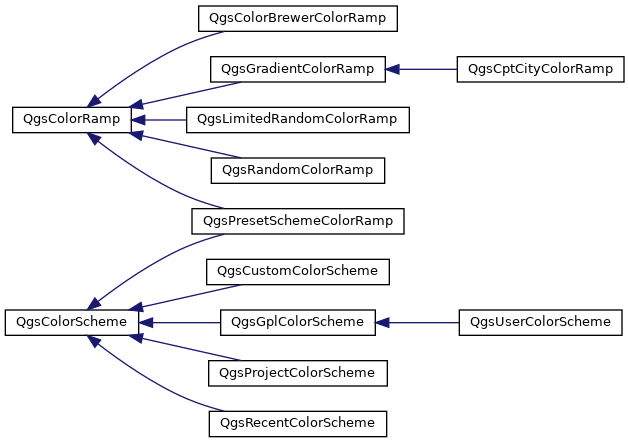 QgsColorBrewerColorRamp
QgsGradientColorRamp
QgsCptCityColorRamp
QgsColorRamp
QgsLimitedRandomColorRamp
QgsRandomColorRamp
QgsPresetSchemeColorRamp
QgsCustomColorScheme
QgsColorScheme
QgsGplColorScheme
QgsUserColorScheme
QgsProjectColorScheme
QgsRecentColorScheme